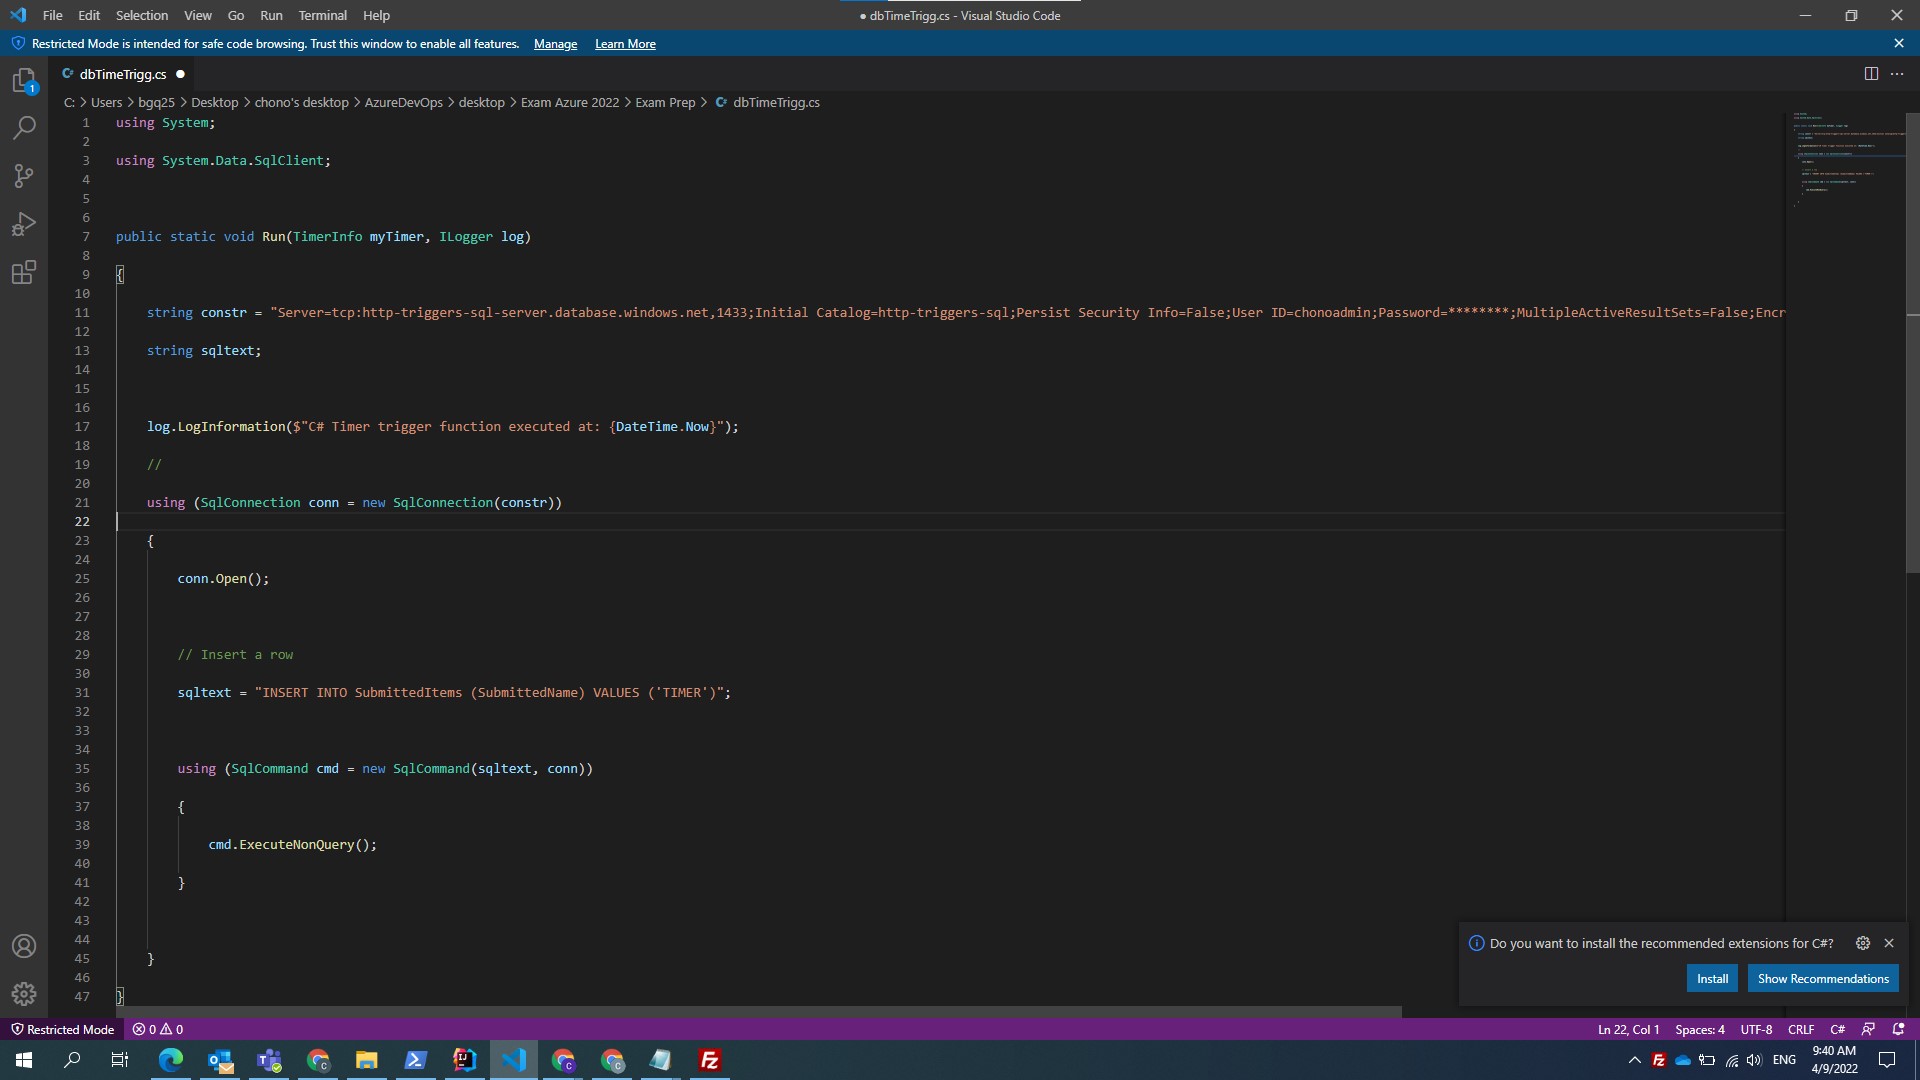 File Edit Selection View Go Run Terminal Help
● dbTimeTrigg.cs - Visual Studio Code
Restricted Mode is intended for safe code browsing. Trust this window to enable all features. Manage Learn More
dbTimeTrigg.cs ●
C: > Users > bgq25 > Desktop > chono's desktop > AzureDevOps > desktop > Exam Azure 2022 > Exam Prep > dbTimeTrigg.cs
1 using System;
2
3 using System.Data.SqlClient;
4
5
6
7 public static void Run(TimerInfo myTimer, ILogger log)
8
9 {
10
11 string constr = "Server=tcp:http-triggers-sql-server.database.windows.net,1433;Initial Catalog=http-triggers-sql;Persist Security Info=False;User ID=chonoadmin;Password=********;MultipleActiveResultSets=False;Encr
12
13 string sqltext;
14
15
16
17 log.LogInformation($"C# Timer trigger function executed at: {DateTime.Now}");
18
19 //
20
21 using (SqlConnection conn = new SqlConnection(constr))
22
23 {
24
25 conn.Open();
26
27
28
29 // Insert a row
30
31 sqltext = "INSERT INTO SubmittedItems (SubmittedName) VALUES ('TIMER')";
32
33
34
35 using (SqlCommand cmd = new SqlCommand(sqltext, conn))
36
37 {
38
39 cmd.ExecuteNonQuery();
40
41 }
42
43
44
45 }
46
47 }
Do you want to install the recommended extensions for C#?
Install Show Recommendations
Restricted Mode 0 0 Ln 22, Col 1 Spaces: 4 UTF-8 CRLF C#
ENG 9:40 AM
4/9/2022